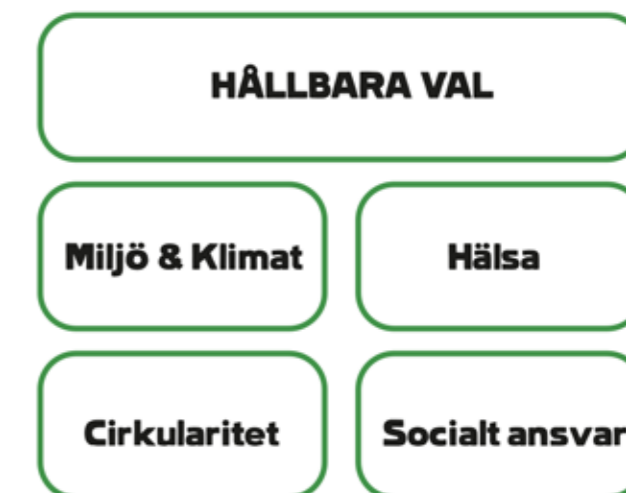 HÅLLBARA VAL
Miljö & Klimat
Hälsa
Cirkularitet
Socialt ansvar